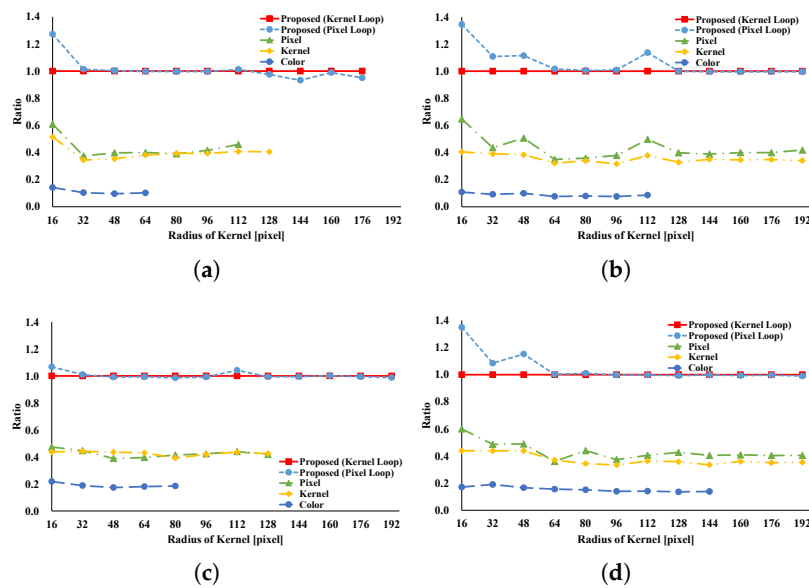 1.4
1.2
1.0
0.8
0.6
0.4
0.2
0.0
Ratio
16 32 48 64 80 96 112 128 144 160 176 192
Radius of Kernel [pixel]
Proposed (Kernel Loop)
Proposed (Pixel Loop)
Pixel
Kernel
Color
(a)
1.4
1.2
1.0
0.8
0.6
0.4
0.2
0.0
Ratio
16 32 48 64 80 96 112 128 144 160 176 192
Radius of Kernel [pixel]
Proposed (Kernel Loop)
Proposed (Pixel Loop)
Pixel
Kernel
Color
(b)
1.4
1.2
1.0
0.8
0.6
0.4
0.2
0.0
Ratio
16 32 48 64 80 96 112 128 144 160 176 192
Radius of Kernel [pixel]
Proposed (Kernel Loop)
Proposed (Pixel Loop)
Pixel
Kernel
Color
(c)
1.4
1.2
1.0
0.8
0.6
0.4
0.2
0.0
Ratio
16 32 48 64 80 96 112 128 144 160 176 192
Radius of Kernel [pixel]
Proposed (Kernel Loop)
Proposed (Pixel Loop)
Pixel
Kernel
Color
(d)